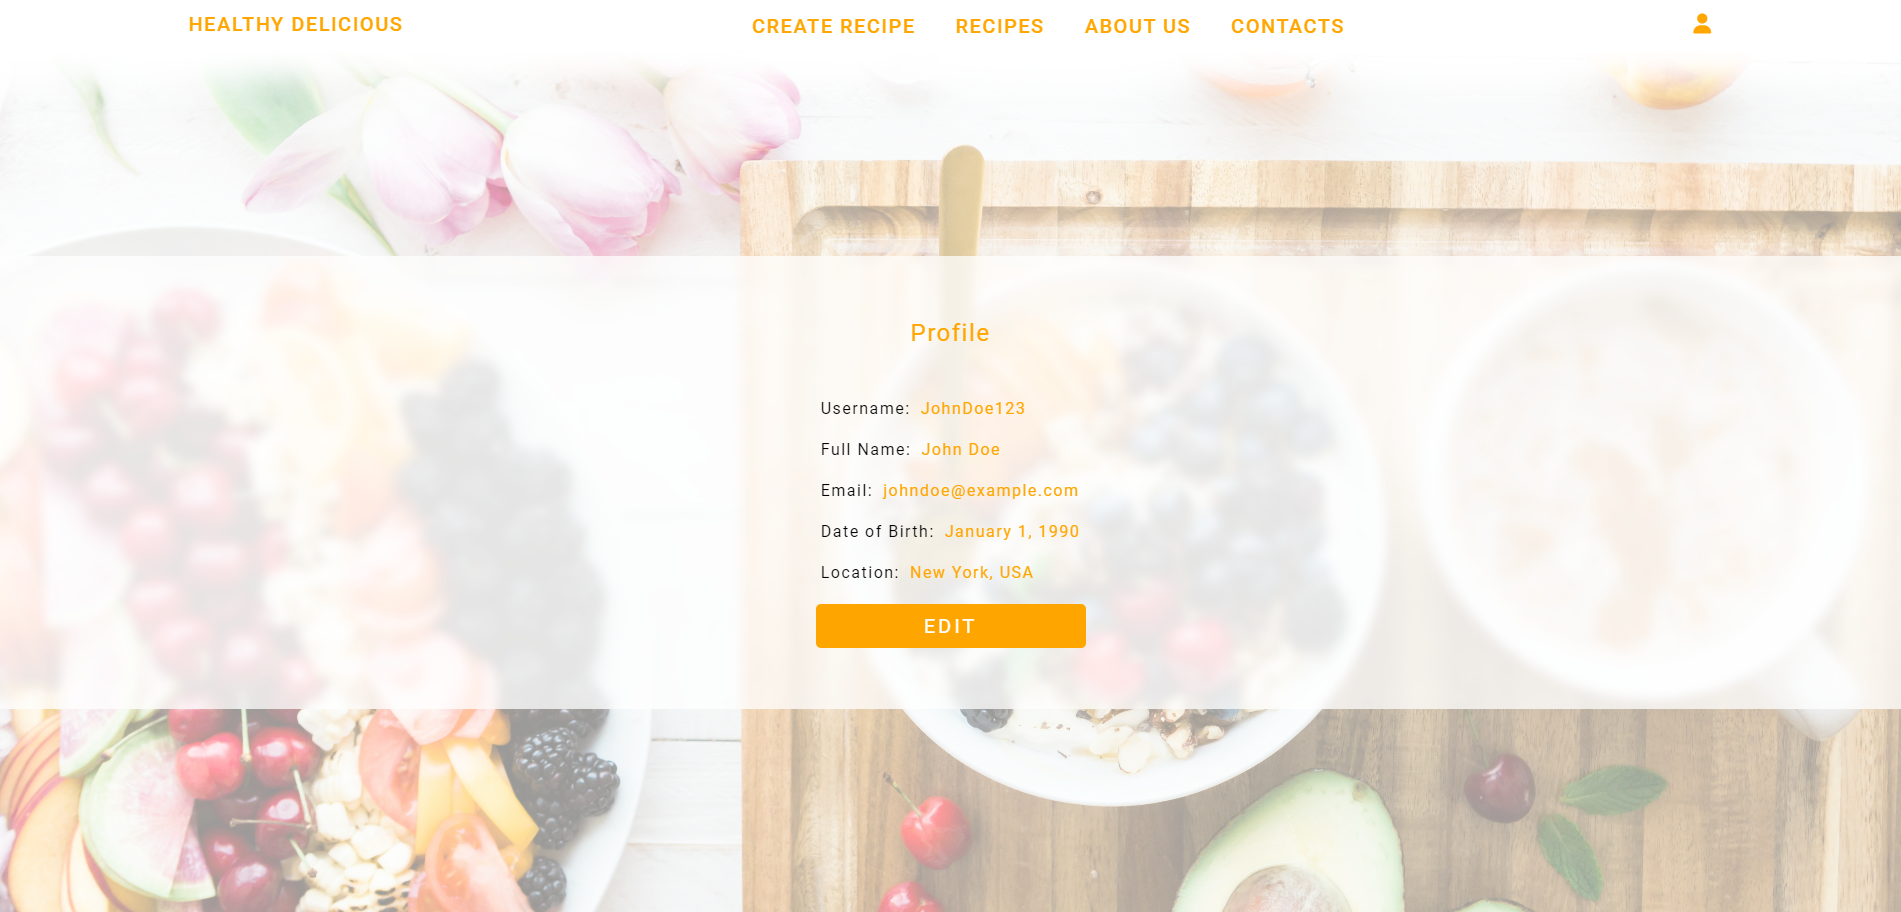 HEALTHY DELICIOUS
CREATE RECIPE RECIPES ABOUT US CONTACTS
Profile
Username: JohnDoe123
Full Name: John Doe
Email: johndoe@example.com
Date of Birth: January 1, 1990
Location: New York, USA
EDIT